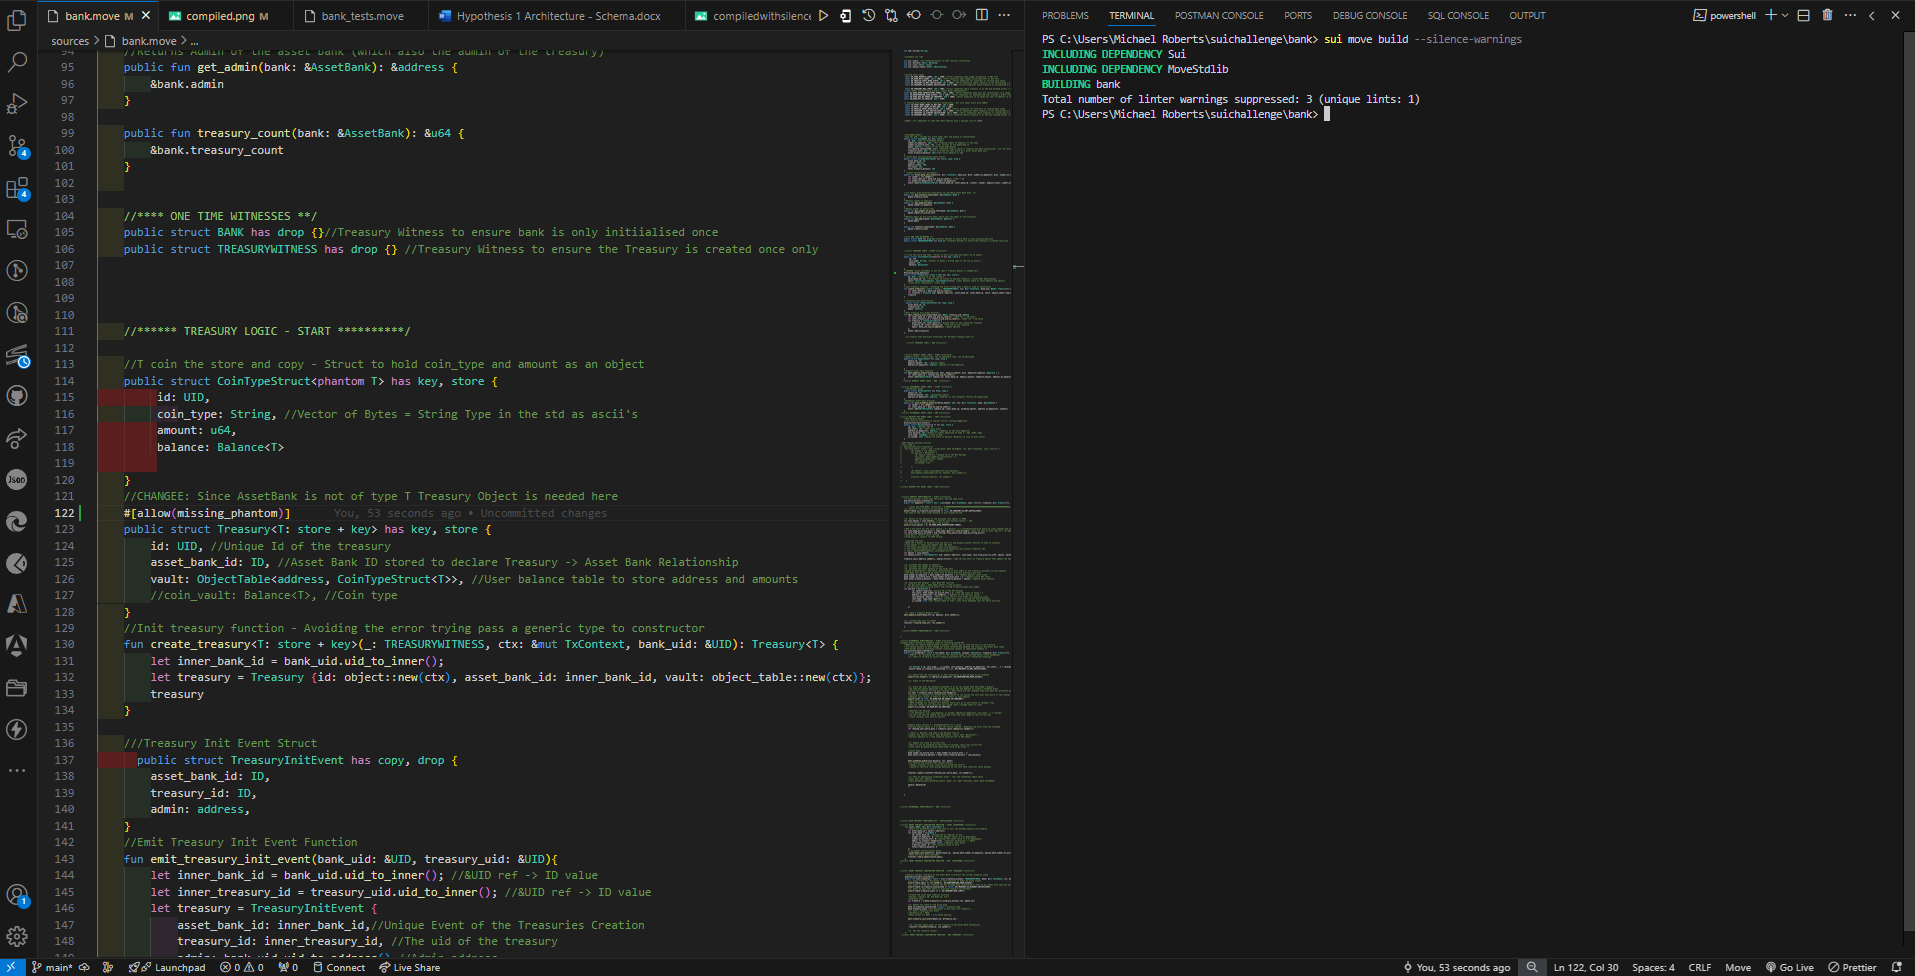 bank.move M
compiled.png M
bank_tests.move
Hypothesis 1 Architecture - Schema.docx
compiledwithsilence
sources > bank.move > ...
94 //Returns Admin of the asset bank (which also the admin of the treasury)
95 public fun get_admin(bank: &AssetBank): &address {
96 &bank.admin
97 }
98
99 public fun treasury_count(bank: &AssetBank): &u64 {
100 &bank.treasury_count
101 }
102
103
104 //**** ONE TIME WITNESSES **/
105 public struct BANK has drop {}//Treasury Witness to ensure bank is only initiialised once
106 public struct TREASURYWITNESS has drop {} //Treasury Witness to ensure the Treasury is created once only
107
108
109
110
111 //****** TREASURY LOGIC - START **********/
112
113 //T coin the store and copy - Struct to hold coin_type and amount as an object
114 public struct CoinTypeStruct<phantom T> has key, store {
115 id: UID,
116 coin_type: String, //Vector of Bytes = String Type in the std as ascii's
117 amount: u64,
118 balance: Balance<T>
119
120 }
121 //CHANGEE: Since AssetBank is not of type T Treasury Object is needed here
122 #[allow(missing_phantom)] You, 53 seconds ago • Uncommitted changes
123 public struct Treasury<T: store + key> has key, store {
124 id: UID, //Unique Id of the treasury
125 asset_bank_id: ID, //Asset Bank ID stored to declare Treasury -> Asset Bank Relationship
126 vault: ObjectTable<address, CoinTypeStruct<T>>, //User balance table to store address and amounts
127 //coin_vault: Balance<T>, //Coin type
128 }
129 //Init treasury function - Avoiding the error trying pass a generic type to constructor
130 fun create_treasury<T: store + key>(_: TREASURYWITNESS, ctx: &mut TxContext, bank_uid: &UID): Treasury<T> {
131 let inner_bank_id = bank_uid.uid_to_inner();
132 let treasury = Treasury {id: object::new(ctx), asset_bank_id: inner_bank_id, vault: object_table::new(ctx)};
133 treasury
134 }
135
136 ///Treasury Init Event Struct
137 public struct TreasuryInitEvent has copy, drop {
138 asset_bank_id: ID,
139 treasury_id: ID,
140 admin: address,
141 }
142 //Emit Treasury Init Event Function
143 fun emit_treasury_init_event(bank_uid: &UID, treasury_uid: &UID){
144 let inner_bank_id = bank_uid.uid_to_inner(); //&UID ref -> ID value
145 let inner_treasury_id = treasury_uid.uid_to_inner(); //&UID ref -> ID value
146 let treasury = TreasuryInitEvent {
147 asset_bank_id: inner_bank_id,//Unique Event of the Treasuries Creation
148 treasury_id: inner_treasury_id, //The uid of the treasury
149 admin: bank_uid.uid_to_address() //Admin address
PROBLEMS TERMINAL POSTMAN CONSOLE PORTS DEBUG CONSOLE SQL CONSOLE OUTPUT
powershell
PS C:\Users\Michael Roberts\suichallenge\bank> sui move build --silence-warnings
INCLUDING DEPENDENCY Sui
INCLUDING DEPENDENCY MoveStdlib
BUILDING bank
Total number of linter warnings suppressed: 3 (unique lints: 1)
PS C:\Users\Michael Roberts\suichallenge\bank>
4
4
Json
1
main* Launchpad 0 0 0 Connect Live Share
You, 53 seconds ago Ln 122, Col 30 Spaces: 4 CRLF Move Go Live Prettier